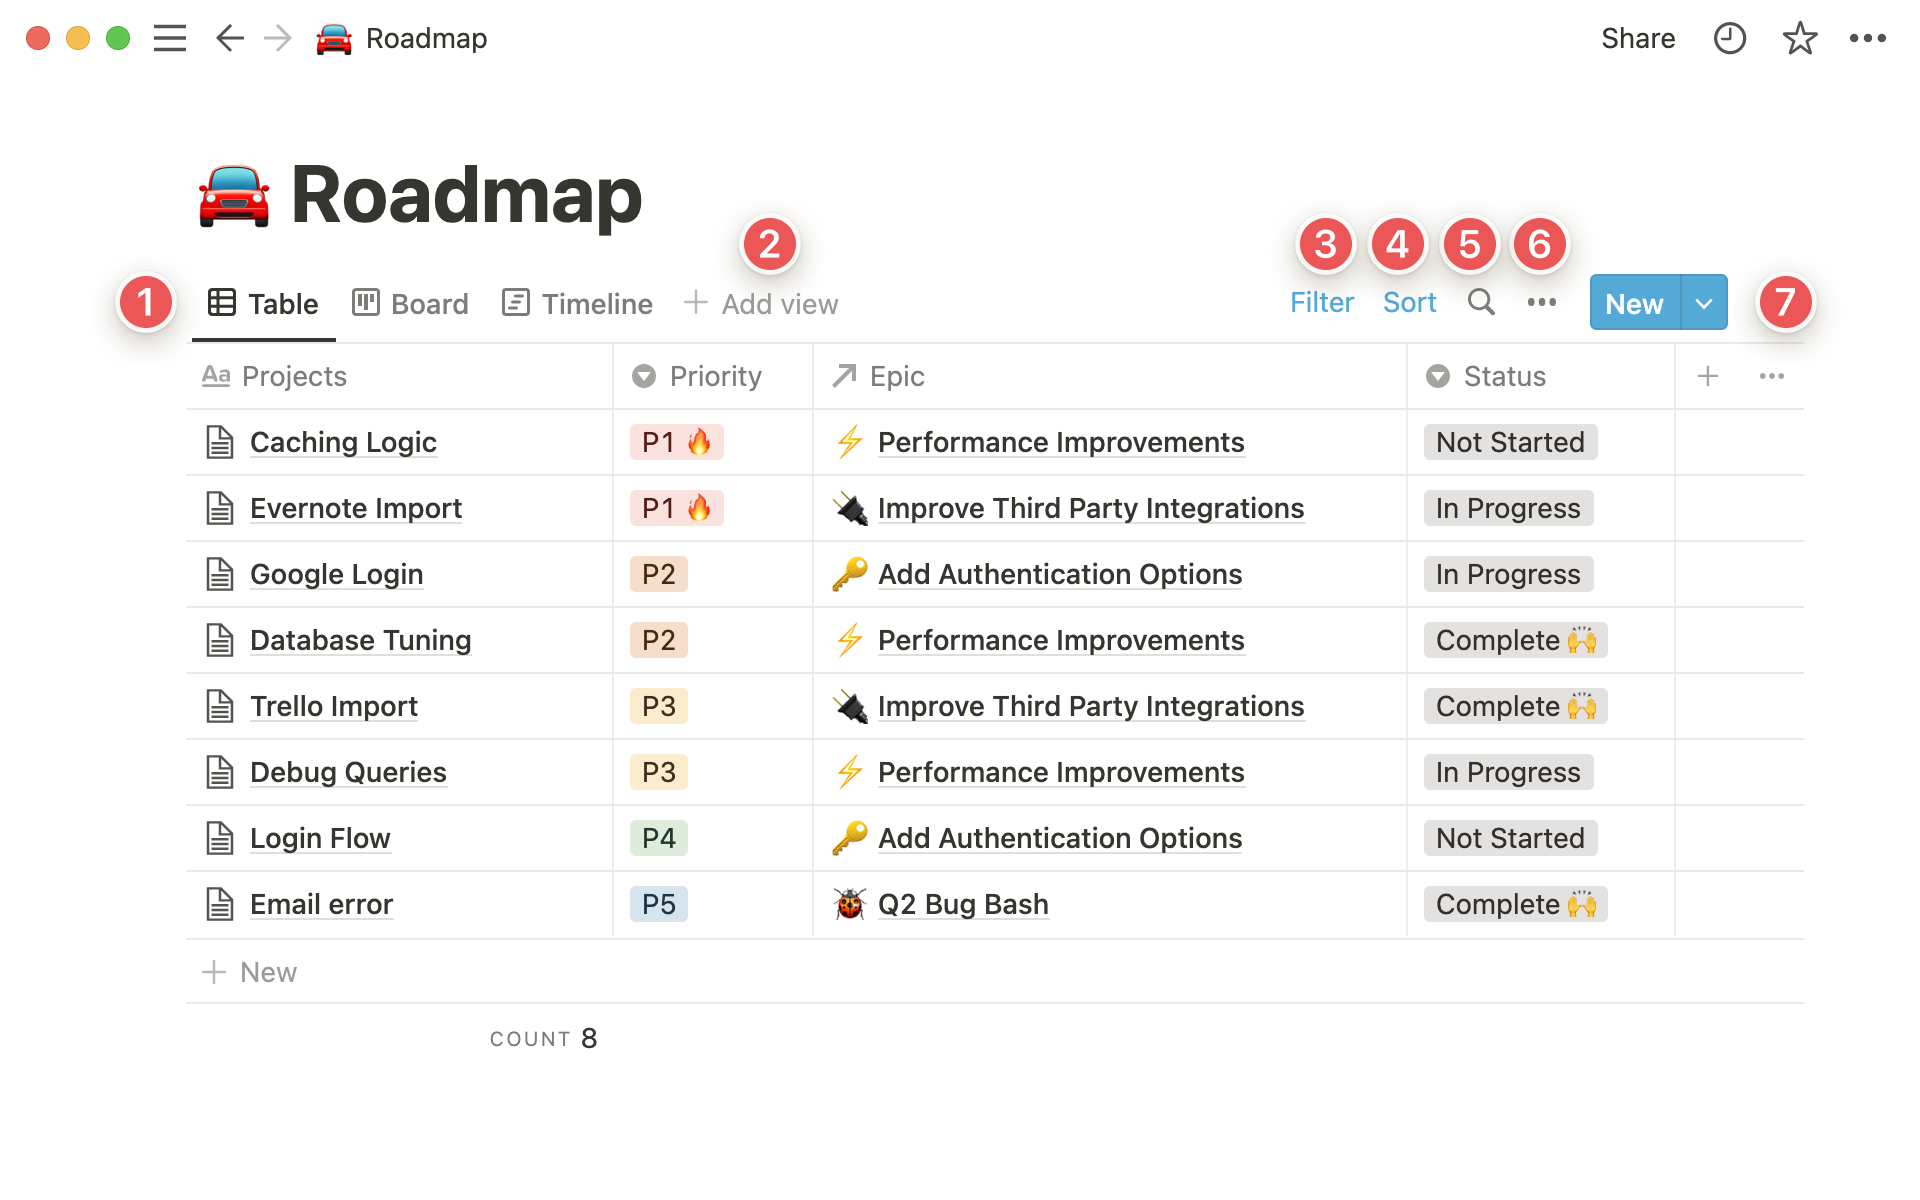 Roadmap
Share
Roadmap
1 Table Board Timeline 2 Add view 3 Filter 4 Sort 5 6 New 7
Aa Projects Priority Epic Status
Caching Logic P1 Performance Improvements Not Started
Evernote Import P1 Improve Third Party Integrations In Progress
Google Login P2 Add Authentication Options In Progress
Database Tuning P2 Performance Improvements Complete
Trello Import P3 Improve Third Party Integrations Complete
Debug Queries P3 Performance Improvements In Progress
Login Flow P4 Add Authentication Options Not Started
Email error P5 Q2 Bug Bash Complete
New
COUNT 8